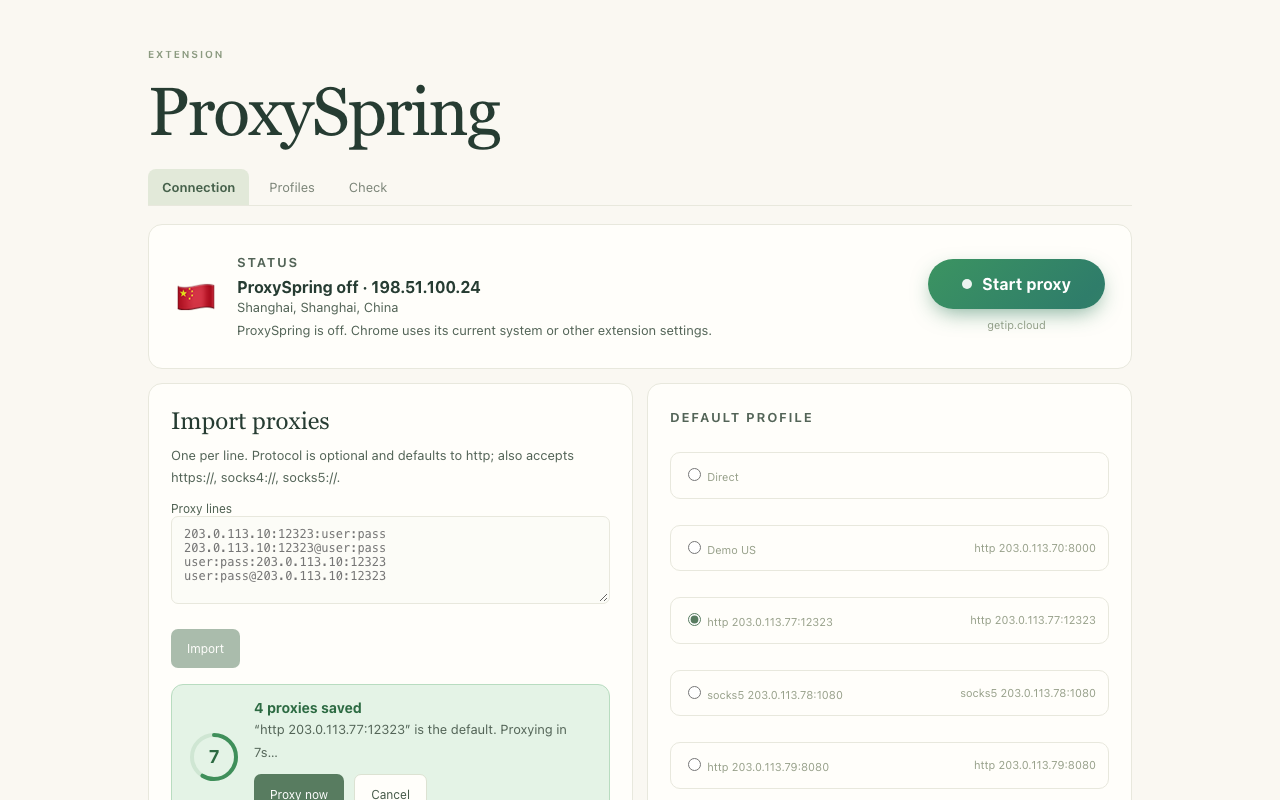 EXTENSION
ProxySpring
Connection
Profiles
Check
STATUS
ProxySpring off · 198.51.100.24
Shanghai, Shanghai, China
ProxySpring is off. Chrome uses its current system or other extension settings.
Start proxy
getip.cloud
Import proxies
One per line. Protocol is optional and defaults to http; also accepts
https://, socks4://, socks5://.
Proxy lines
203.0.113.10:12323:user:pass
203.0.113.10:12323@user:pass
user:pass:203.0.113.10:12323
user:pass@203.0.113.10:12323
Import
7
4 proxies saved
“http 203.0.113.77:12323” is the default. Proxying in
7s…
Proxy now
Cancel
DEFAULT PROFILE
Direct
Demo US
http 203.0.113.70:8000
http 203.0.113.77:12323
http 203.0.113.77:12323
socks5 203.0.113.78:1080
socks5 203.0.113.78:1080
http 203.0.113.79:8080
http 203.0.113.79:8080